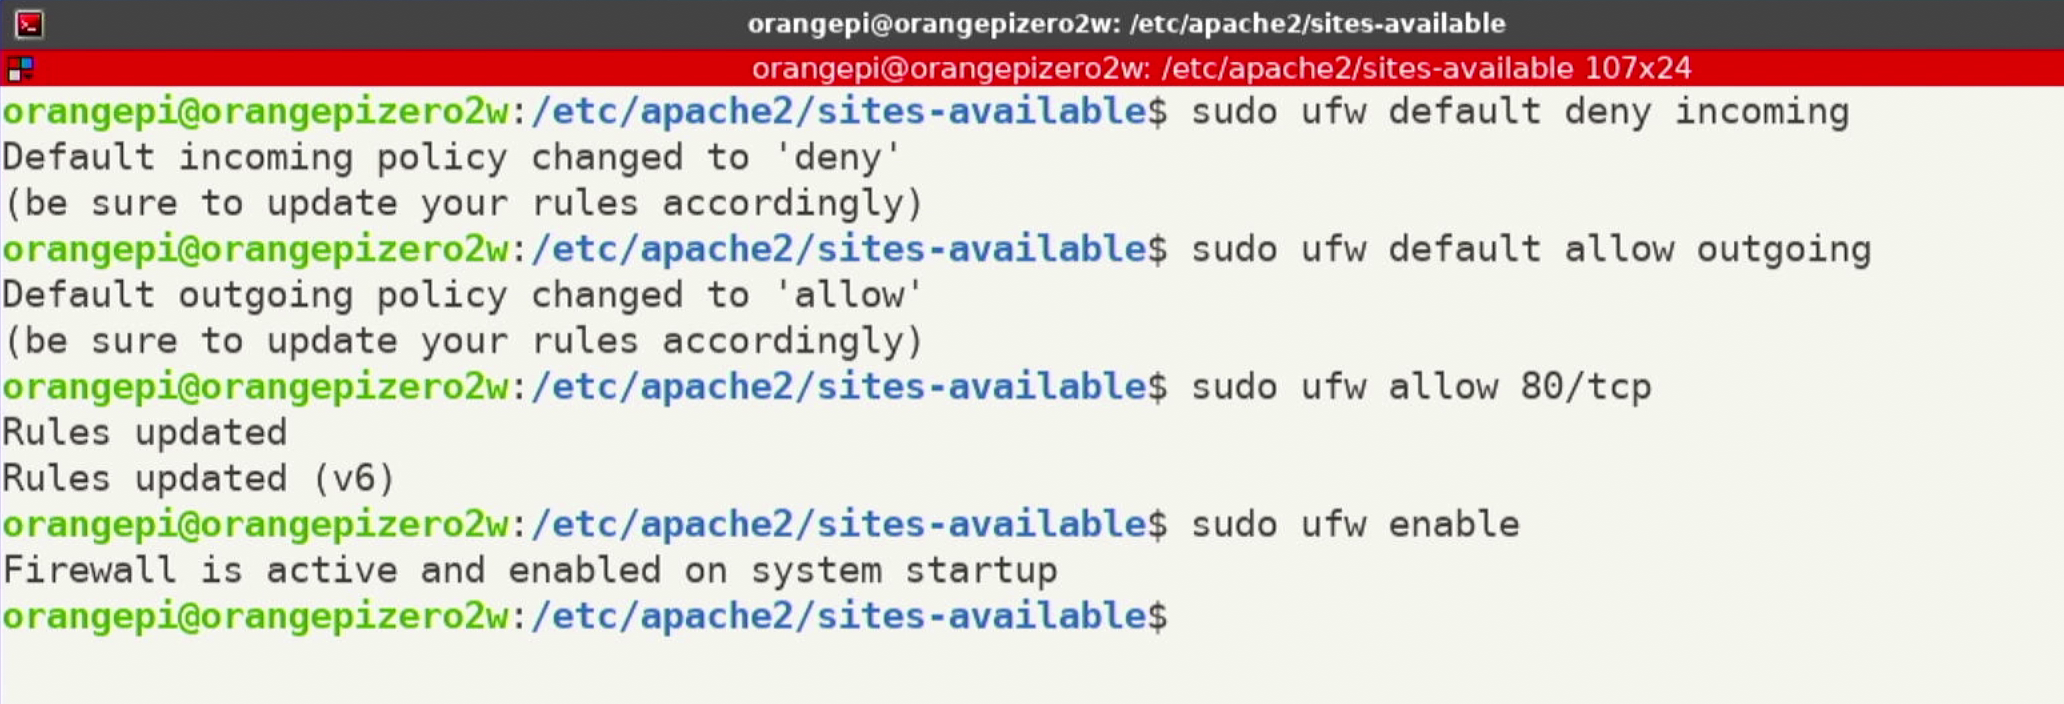 orangepi@orangepizero2w: /etc/apache2/sites-available
orangepi@orangepizero2w: /etc/apache2/sites-available 107x24
orangepi@orangepizero2w:/etc/apache2/sites-available$ sudo ufw default deny incoming
Default incoming policy changed to 'deny'
(be sure to update your rules accordingly)
orangepi@orangepizero2w:/etc/apache2/sites-available$ sudo ufw default allow outgoing
Default outgoing policy changed to 'allow'
(be sure to update your rules accordingly)
orangepi@orangepizero2w:/etc/apache2/sites-available$ sudo ufw allow 80/tcp
Rules updated
Rules updated (v6)
orangepi@orangepizero2w:/etc/apache2/sites-available$ sudo ufw enable
Firewall is active and enabled on system startup
orangepi@orangepizero2w:/etc/apache2/sites-available$